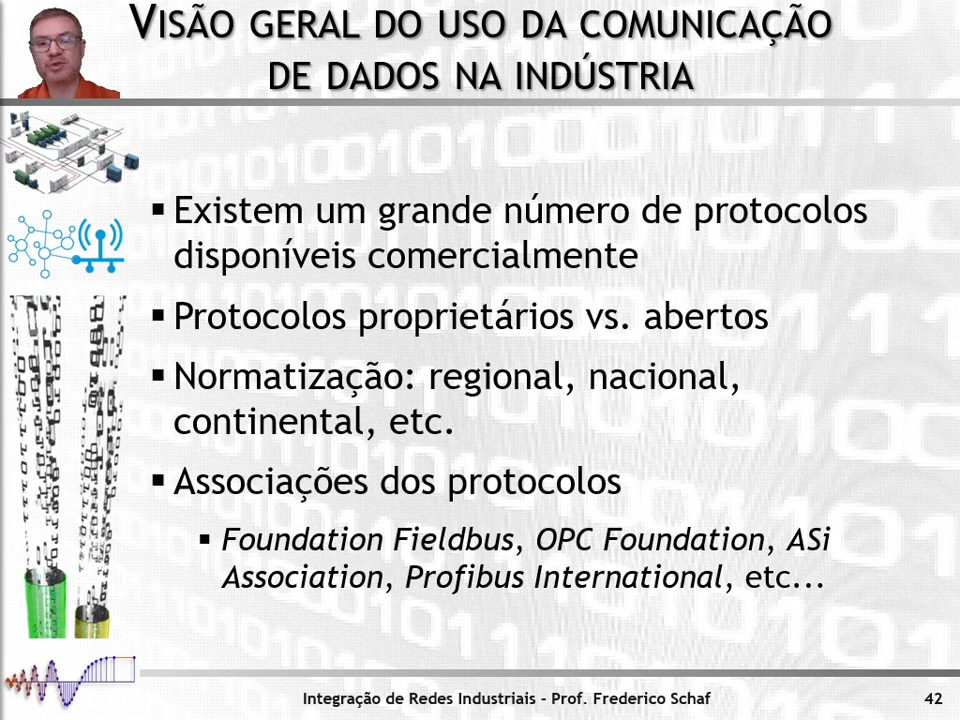 VISÃO GERAL DO USO DA COMUNICAÇÃO
DE DADOS NA INDÚSTRIA
▪ Existem um grande número de protocolos
disponíveis comercialmente
▪ Protocolos proprietários vs. abertos
▪ Normatização: regional, nacional,
continental, etc.
▪ Associações dos protocolos
▪ Foundation Fieldbus, OPC Foundation, ASi
Association, Profibus International, etc...
Integração de Redes Industriais - Prof. Frederico Schaf 42